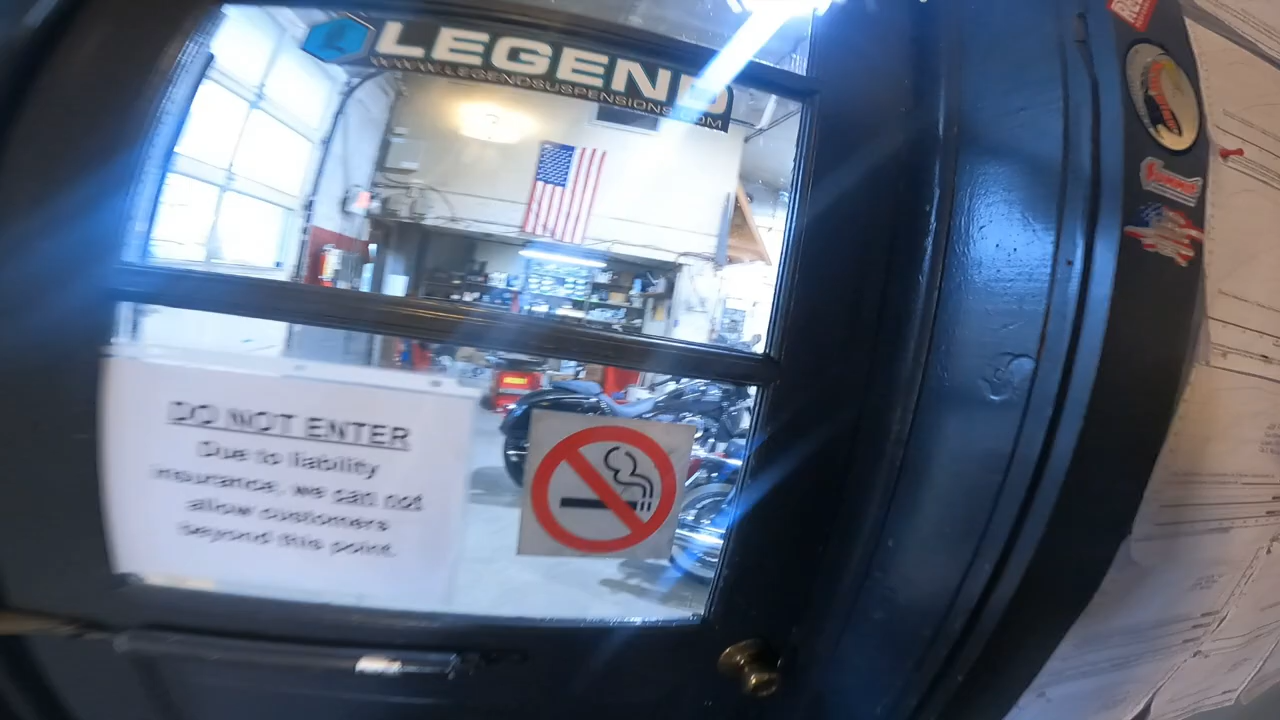 LEGEND
WWW.LEGENDSUSPENSIONS.COM
DO NOT ENTER
Due to liability
insurance, we can not
allow customers
beyond this point.